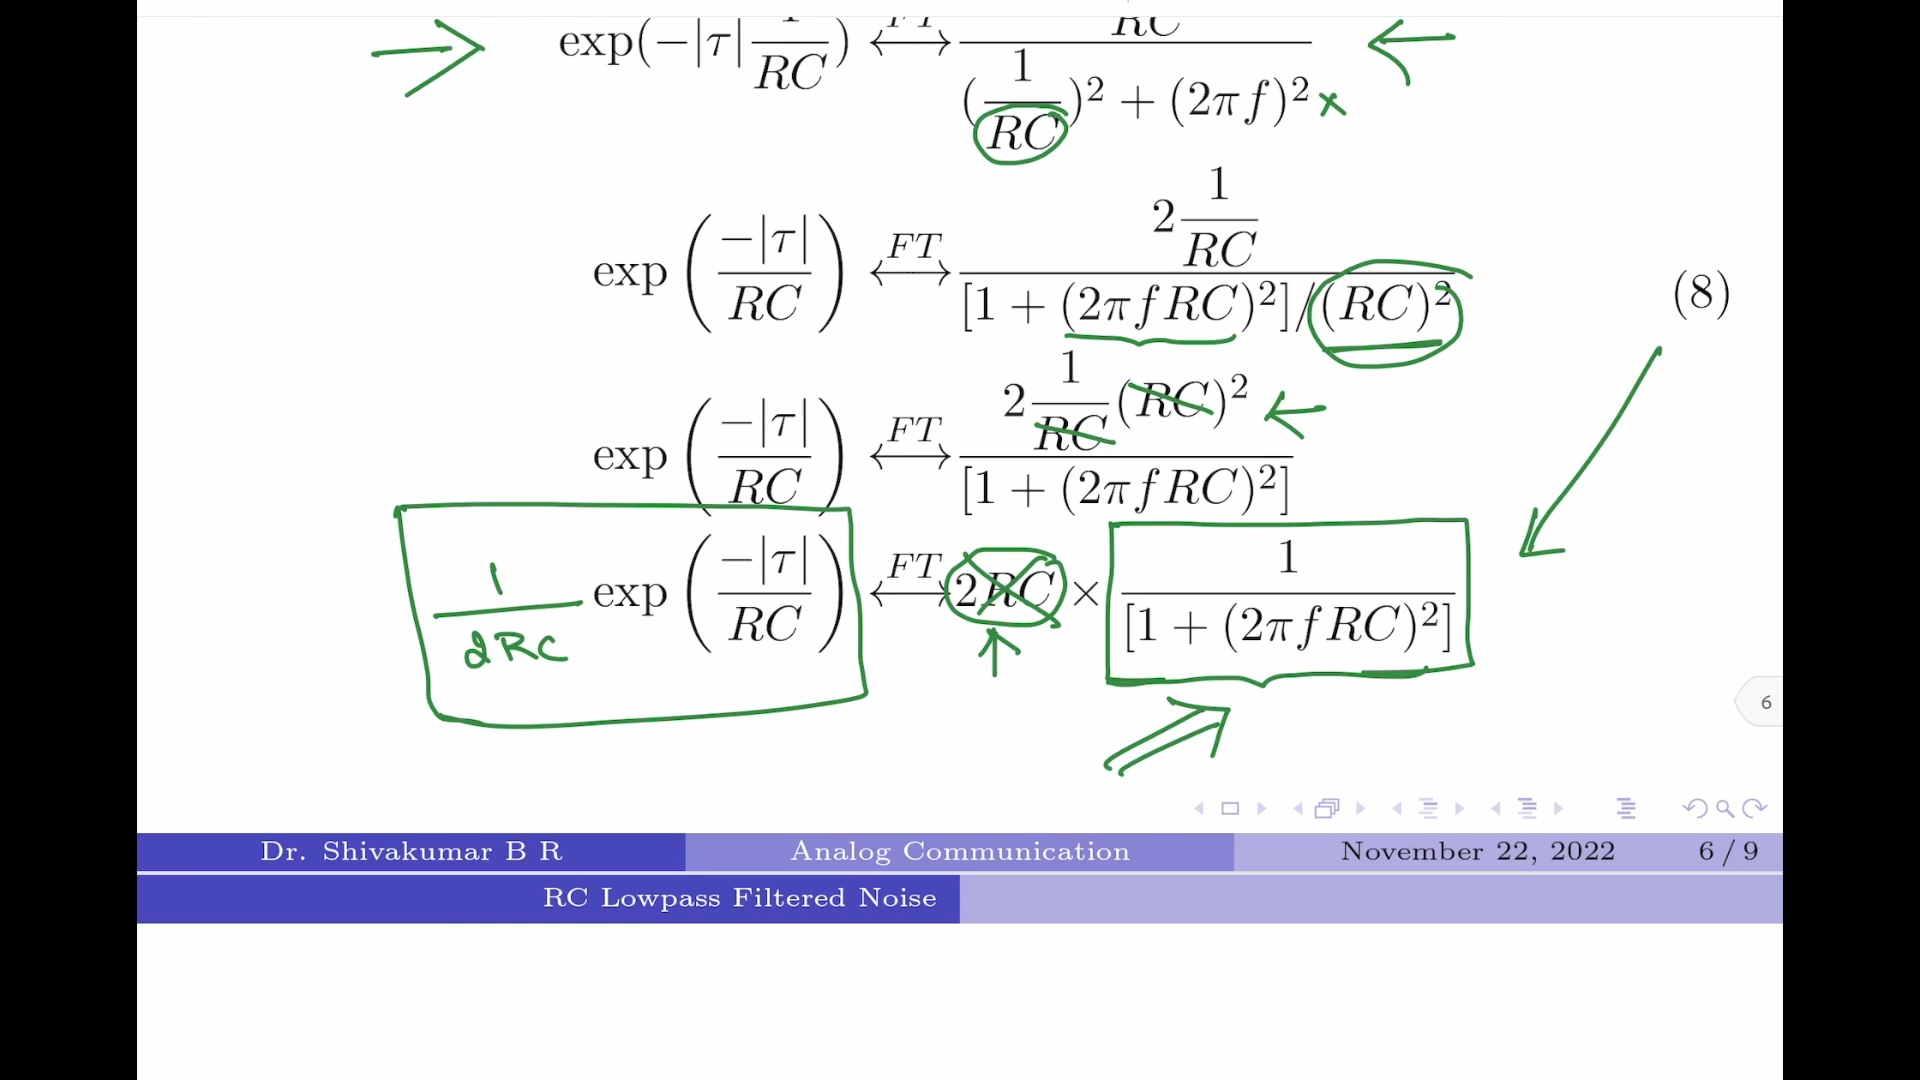 exp(−|τ| 1/RC) ⟷FT RC / ((1/RC)² + (2πf)²) ×
exp(−|τ|/RC) ⟷FT 2 1/RC / ([1 + (2πfRC)²]/(RC)²) (8)
exp(−|τ|/RC) ⟷FT 2 1/RC (RC)² / [1 + (2πfRC)²]
1/2RC exp(−|τ|/RC) ⟷FT 2RC × 1/[1 + (2πfRC)²]
6
Dr. Shivakumar B R Analog Communication November 22, 2022 6 / 9
RC Lowpass Filtered Noise